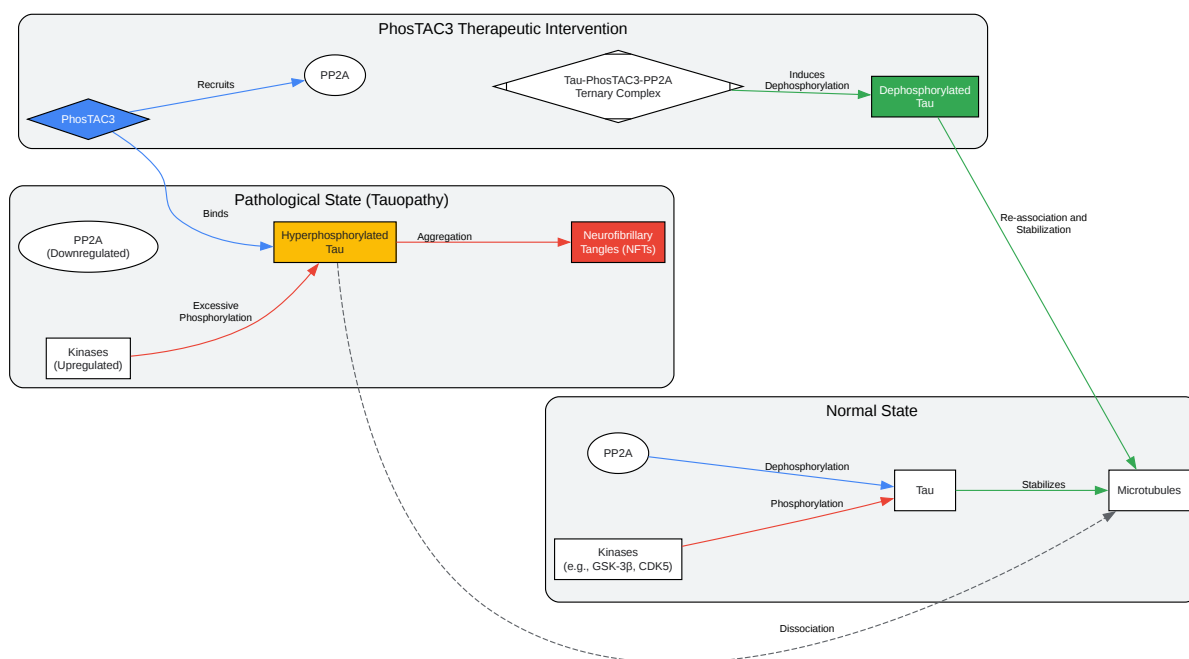 PhosTAC3 Therapeutic Intervention
PP2A
Recruits
PhosTAC3
Tau-PhosTAC3-PP2A
Ternary Complex
Induces
Dephosphorylation
Dephosphorylated
Tau
Pathological State (Tauopathy)
Binds
PP2A
(Downregulated)
Hyperphosphorylated
Tau
Aggregation
Neurofibrillary
Tangles (NFTs)
Re-association and
Stabilization
Excessive
Phosphorylation
Kinases
(Upregulated)
Normal State
PP2A
Dephosphorylation
Tau
Stabilizes
Microtubules
Phosphorylation
Kinases
(e.g., GSK-3β, CDK5)
Dissociation